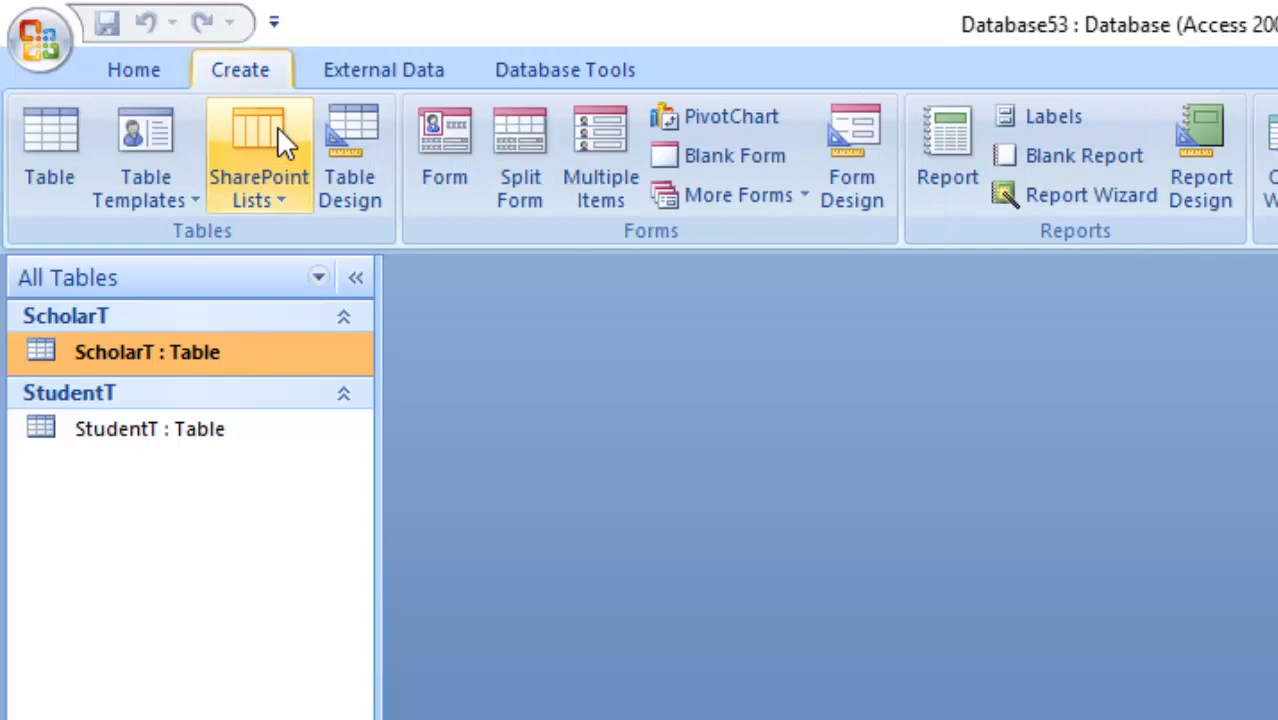 Database53 : Database (Access 200
Home Create External Data Database Tools
Table
Table Templates
SharePoint Lists
Table Design
Tables
Form
Split Form
Multiple Items
PivotChart
Blank Form
More Forms
Form Design
Forms
Report
Labels
Blank Report
Report Wizard
Report Design
Reports
All Tables
ScholarT
ScholarT : Table
StudentT
StudentT : Table